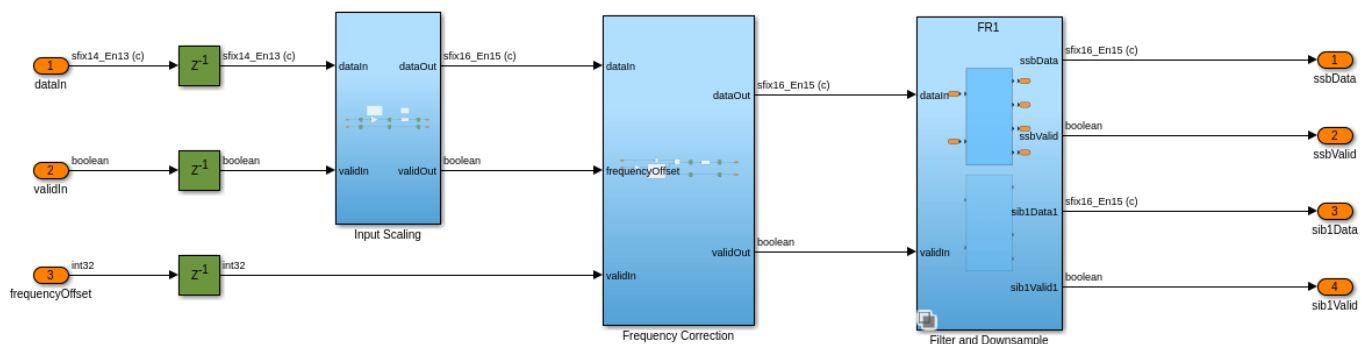 FR1
sfix14_En13 (c)
sfix14_En13 (c)
sfix16_En15 (c)
sfix16_En15 (c)
1
Z-1
dataIn
dataOut
dataIn
ssbData
1
dataIn
ssbData
sfix16_En15 (c)
dataOut
dataIn
boolean
ssbValid
2
ssbValid
boolean
boolean
boolean
2
Z-1
validIn
validOut
frequencyOffset
validIn
sfix16_En15 (c)
sib1Data1
3
sib1Data
Input Scaling
boolean
validOut
validIn
int32
int32
3
Z-1
validIn
frequencyOffset
boolean
sib1Valid1
4
sib1Valid
Frequency Correction
Filter and Downsample